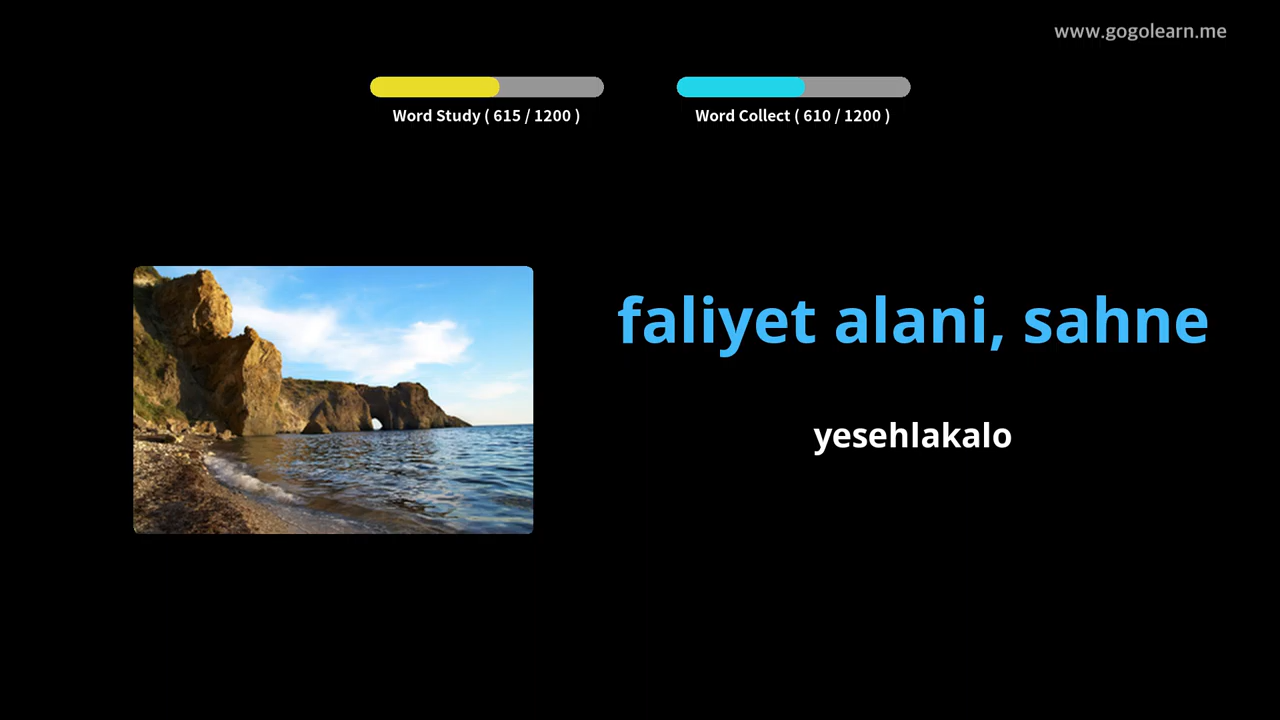 www.gogolearn.me
Word Study ( 615 / 1200 )
Word Collect ( 610 / 1200 )
faliyet alani, sahne
yesehlakalo